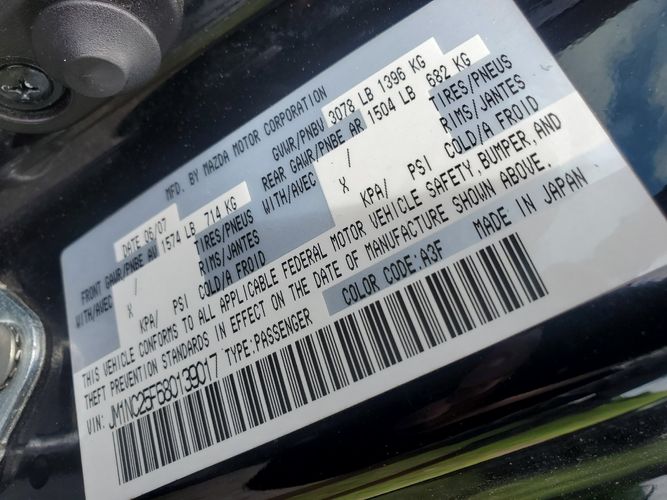 MFD. BY MAZDA MOTOR CORPORATION
DATE 06/07 GVWR/PNBV 3078 LB 1396 KG
FRONT GAWR/PNBE AV 1574 LB 714 KG REAR GAWR/PNBE AR 1504 LB 682 KG
WITH/AVEC / TIRES/PNEUS WITH/AVEC / TIRES/PNEUS
X RIMS/JANTES X RIMS/JANTES
KPA/ PSI COLD/A FROID KPA/ PSI COLD/A FROID
THIS VEHICLE CONFORMS TO ALL APPLICABLE FEDERAL MOTOR VEHICLE SAFETY, BUMPER, AND
THEFT PREVENTION STANDARDS IN EFFECT ON THE DATE OF MANUFACTURE SHOWN ABOVE.
VIN: JM1NC25F580139017 TYPE:PASSENGER COLOR CODE:A3F MADE IN JAPAN